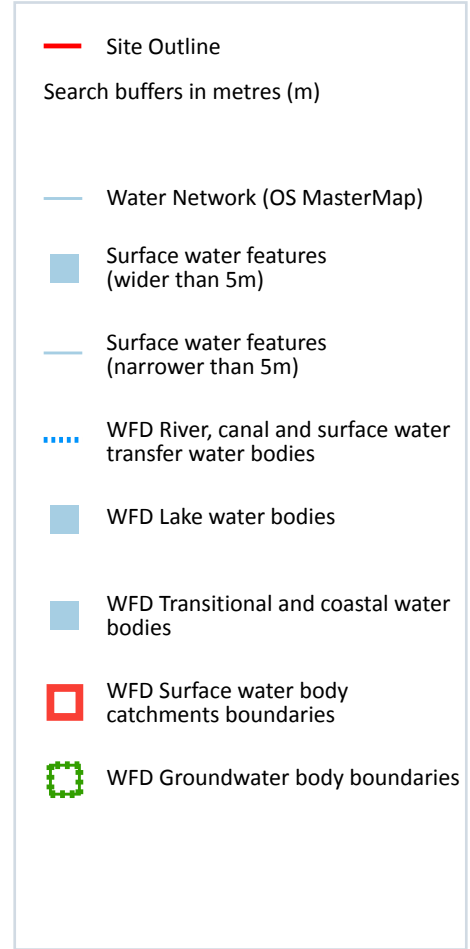 Site Outline
Search buffers in metres (m)
Water Network (OS MasterMap)
Surface water features
(wider than 5m)
Surface water features
(narrower than 5m)
WFD River, canal and surface water
transfer water bodies
WFD Lake water bodies
WFD Transitional and coastal water
bodies
WFD Surface water body
catchments boundaries
WFD Groundwater body boundaries